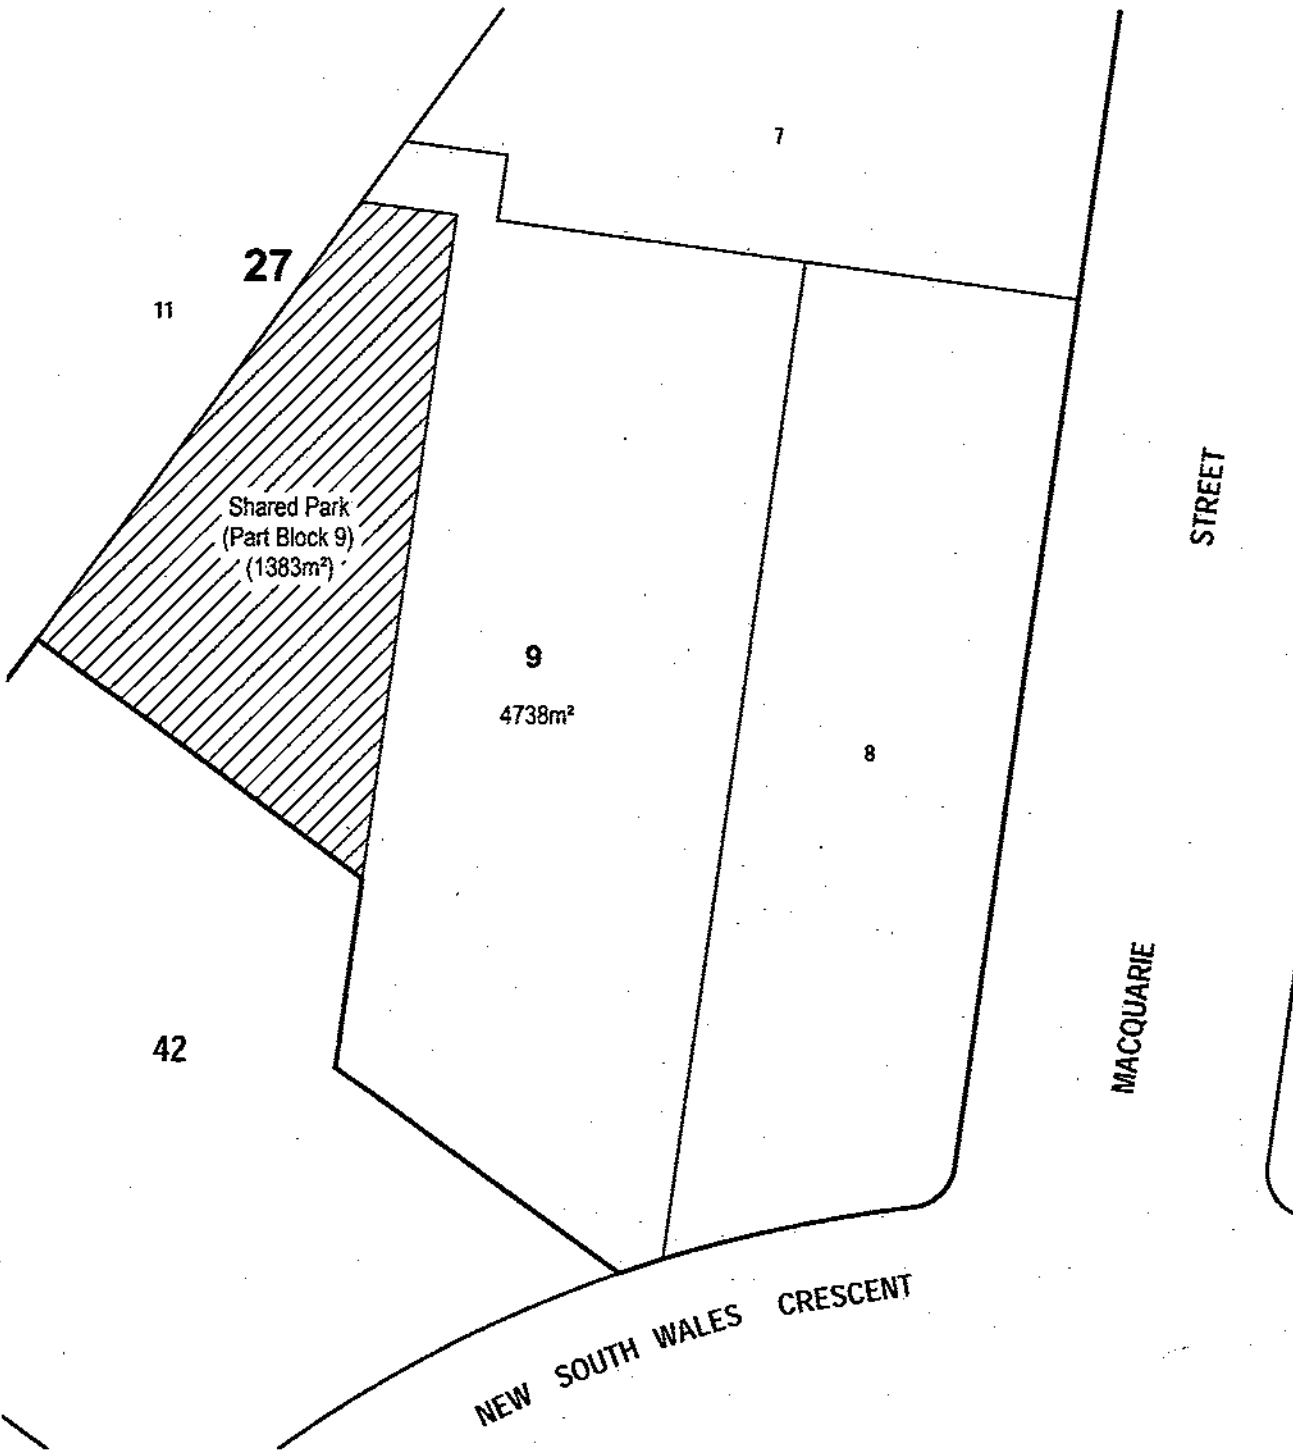 7
27
11
STREET
Shared Park
(Part Block 9)
(1383m²)
9
4738m²
8
MACQUARIE
42
NEW SOUTH WALES CRESCENT